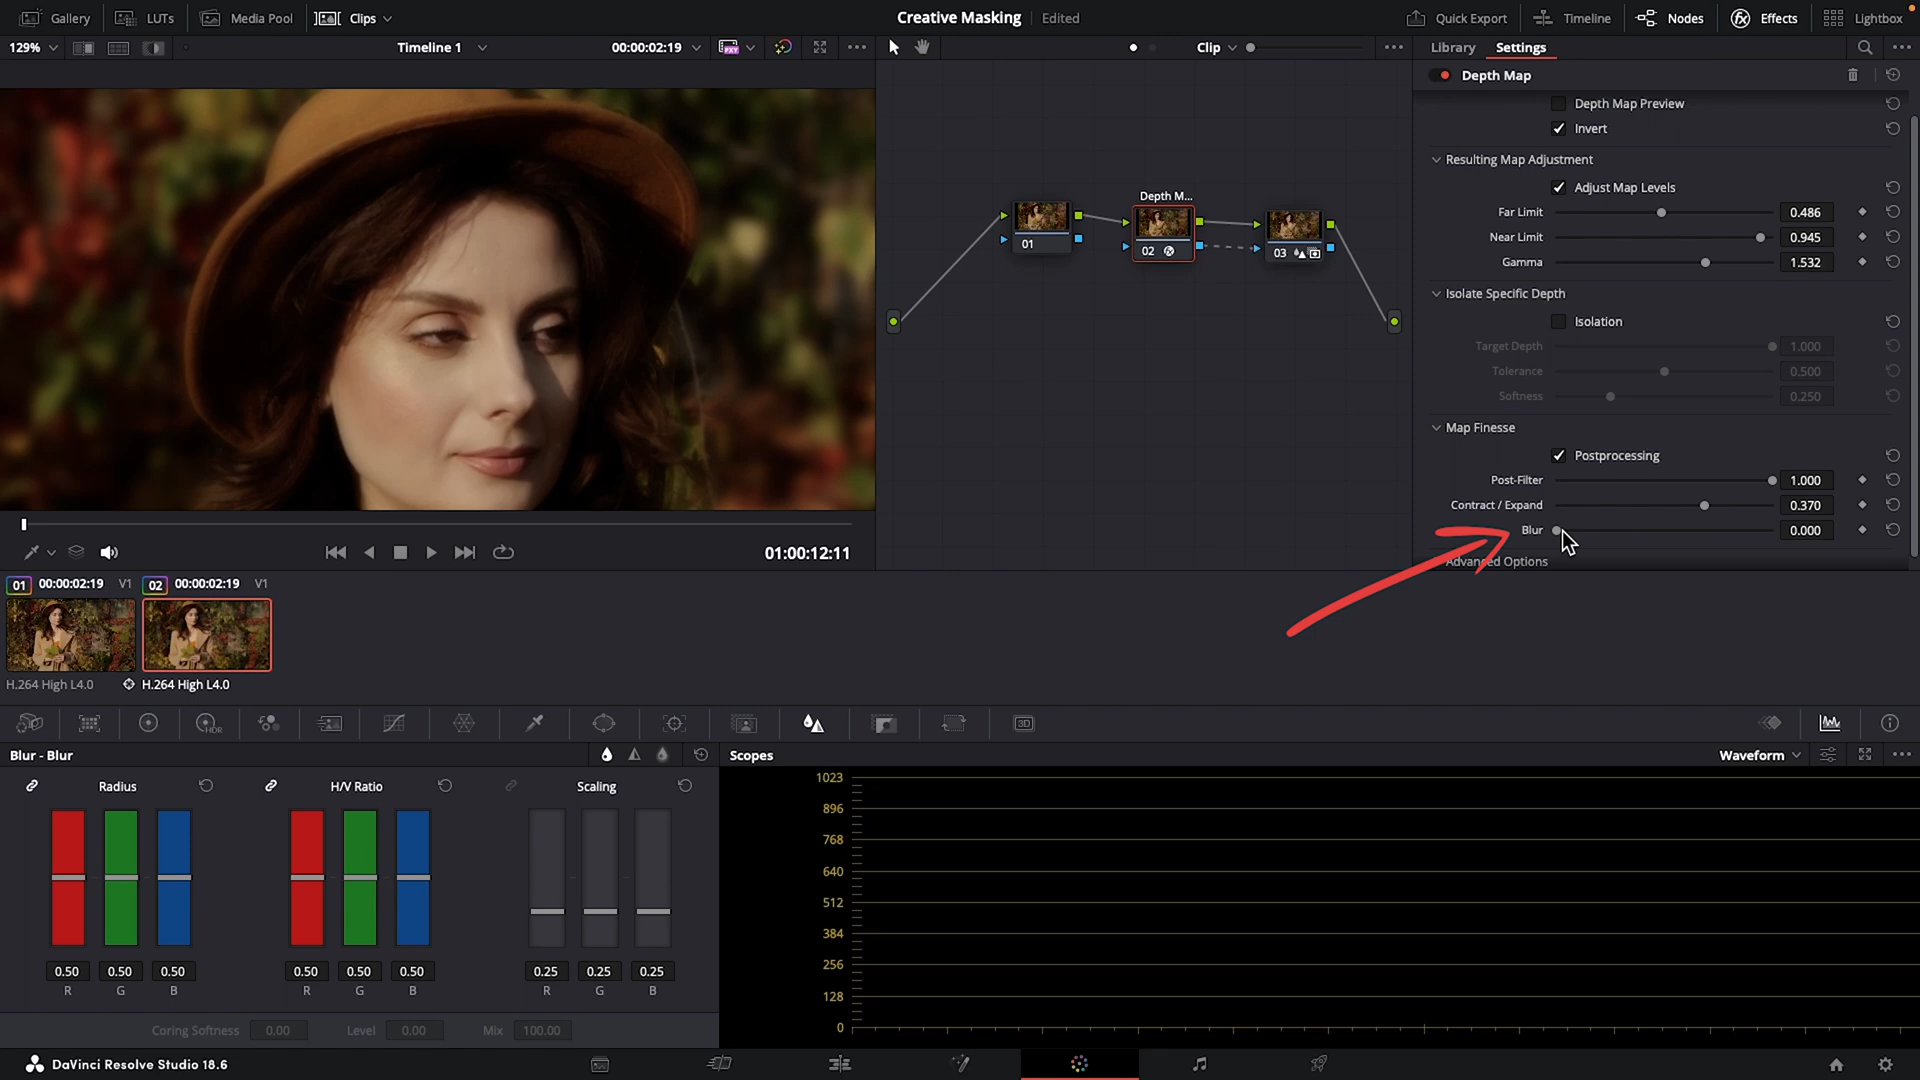 Gallery LUTs Media Pool Clips Creative Masking Edited Quick Export Timeline Nodes Effects Lightbox
129% Timeline 1 00:00:02:19 Clip Library Settings
Depth Map
Depth Map Preview
Invert
Resulting Map Adjustment
Adjust Map Levels
Far Limit 0.486
Near Limit 0.945
Gamma 1.532
Isolate Specific Depth
Isolation
Target Depth 1.000
Tolerance 0.500
Softness 0.250
Map Finesse
Postprocessing
Post-Filter 1.000
Contract / Expand 0.370
Blur 0.000
Advanced Options
Depth M...
01 02 03
01:00:12:11
01 00:00:02:19 V1 02 00:00:02:19 V1
H.264 High L4.0 H.264 High L4.0
HDR 3D
Blur - Blur Scopes Waveform
Radius H/V Ratio Scaling
0.50 0.50 0.50 0.50 0.50 0.50 0.25 0.25 0.25
R G B R G B R G B
Coring Softness 0.00 Level 0.00 Mix 100.00
1023
896
768
640
512
384
256
128
0
DaVinci Resolve Studio 18.6